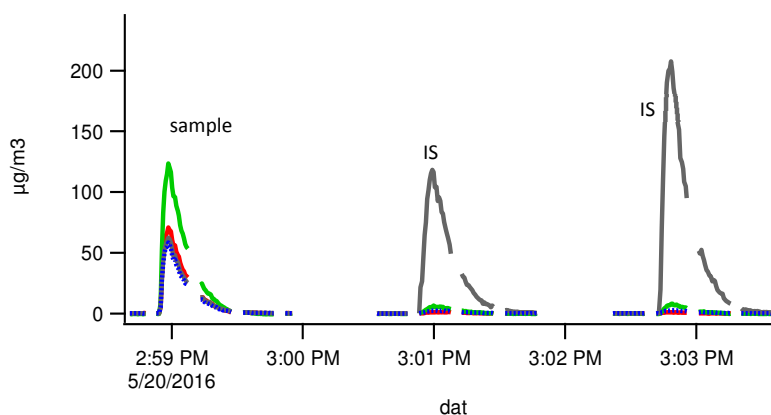 200
150
100
50
0
µg/m3
sample
IS
IS
2:59 PM
5/20/2016
3:00 PM
3:01 PM
3:02 PM
3:03 PM
dat